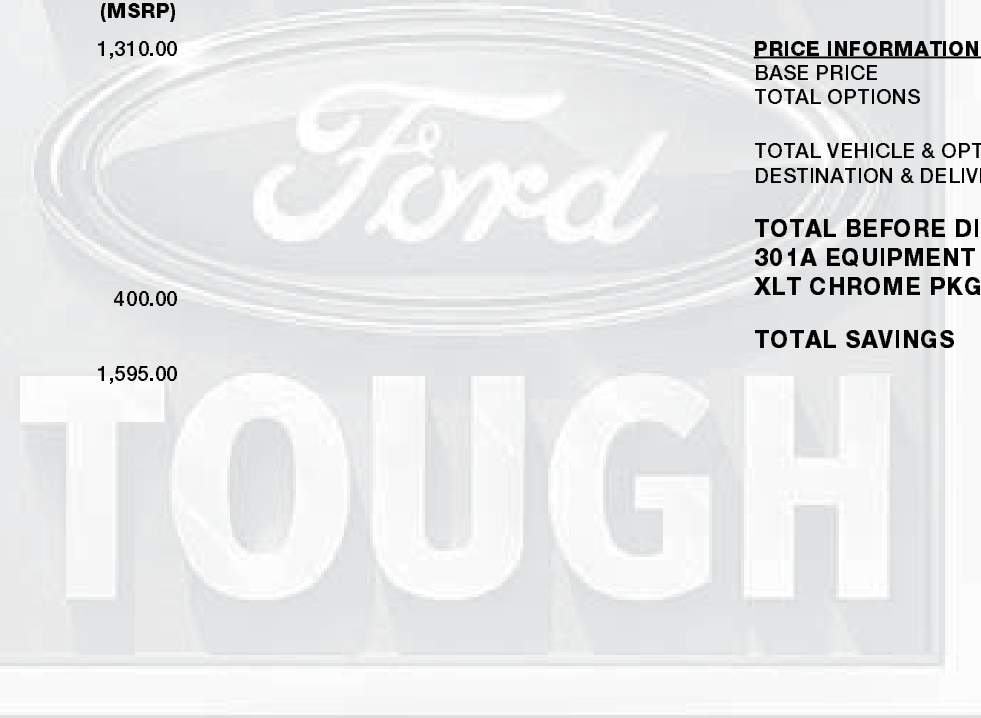 (MSRP)
1,310.00
400.00
1,595.00
PRICE INFORMATION
BASE PRICE
TOTAL OPTIONS
TOTAL VEHICLE & OPT
DESTINATION & DELIV
TOTAL BEFORE DI
301A EQUIPMENT
XLT CHROME PKG
TOTAL SAVINGS
Ford
TOUGH